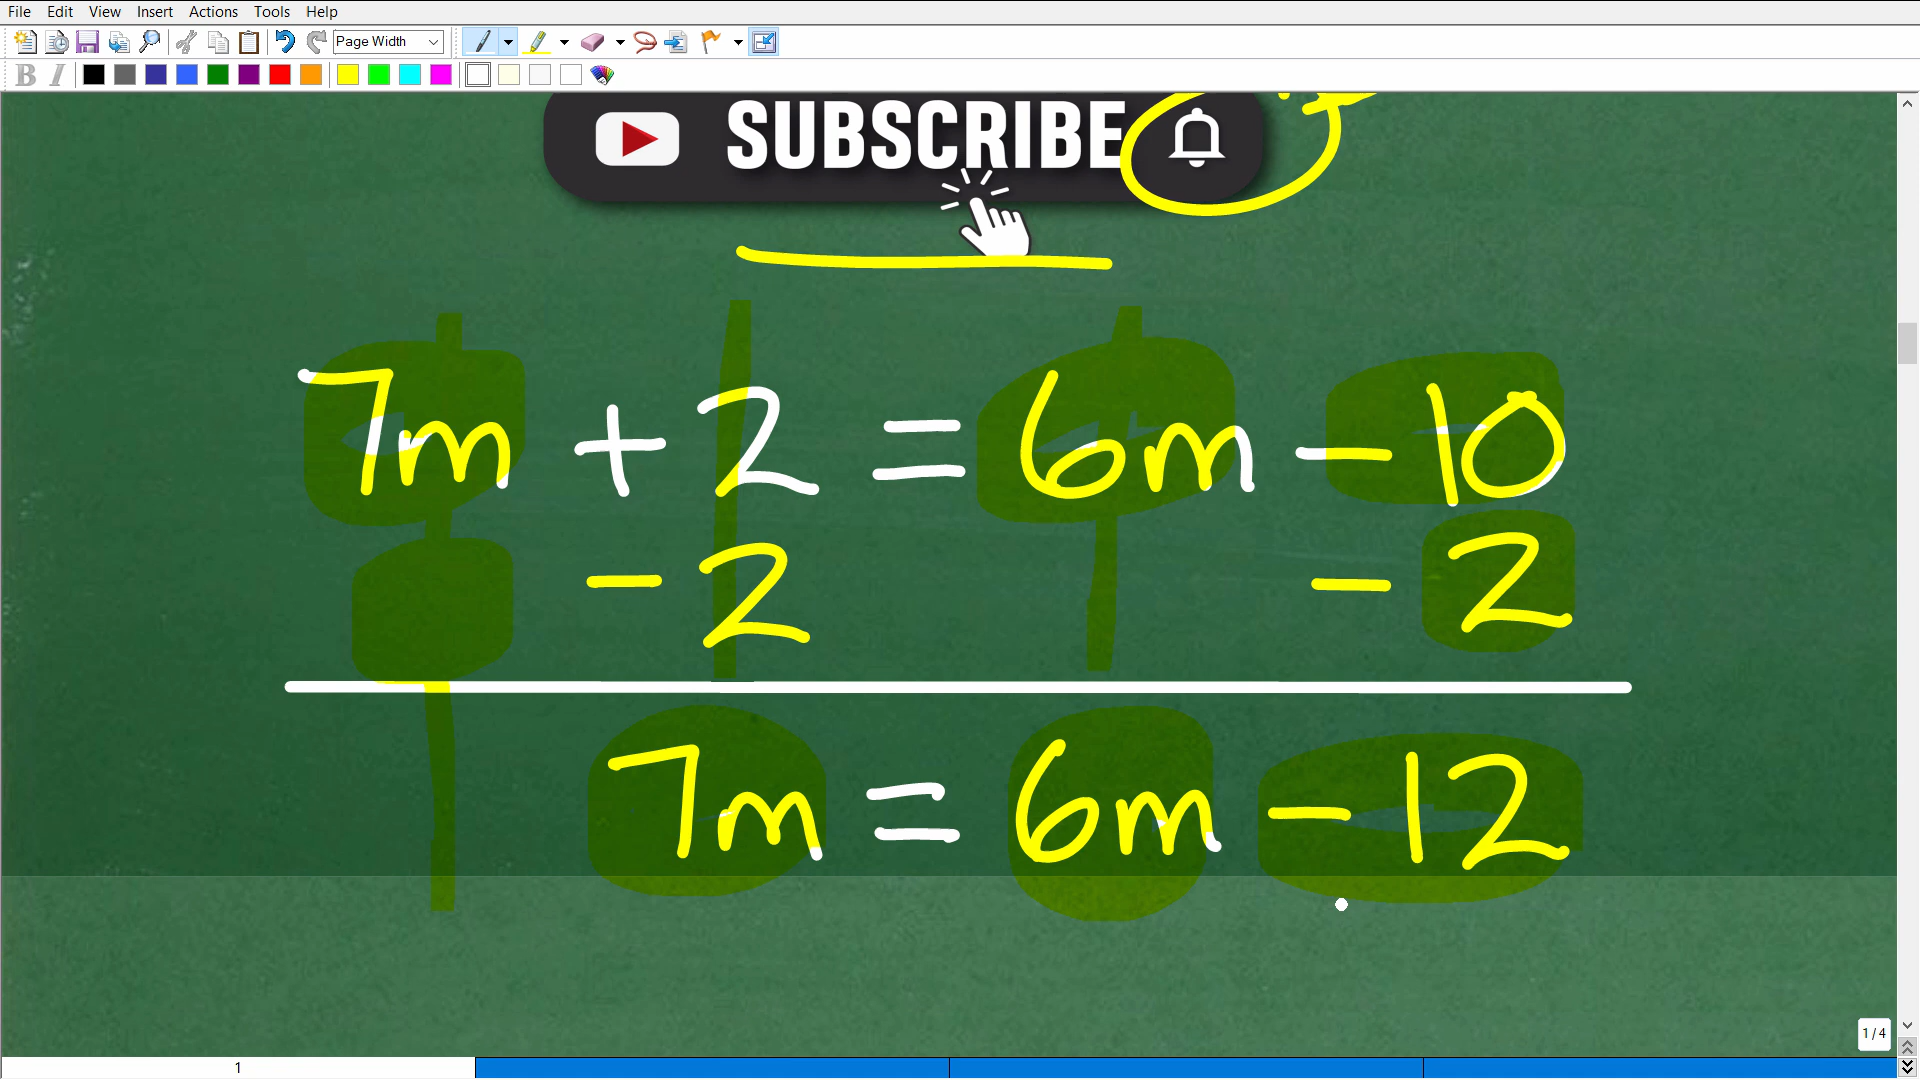 File Edit View Insert Actions Tools Help
Page Width
B I
SUBSCRIBE
7m + 2 = 6m - 10
- 2 - 2
7m = 6m - 12
1 / 4
1